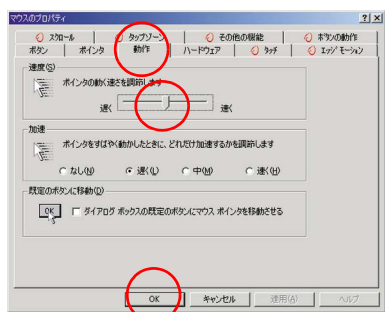 マウスのプロパティ
スクロール タップゾーン その他の機能 ボタンの動作
ボタン ポインタ 動作 ハードウェア タッチ エッジ モーション
速度(S)
ポインタの動く速さを調節します
遅く 速く
加速
ポインタをすばやく動かしたときに、どれだけ加速するかを調節します
なし(N) 遅く(L) 中(M) 速く(H)
既定のボタンに移動(D)
OK ダイアログ ボックスの既定のボタンにマウス ポインタを移動させる
OK キャンセル 適用(A) ヘルプ